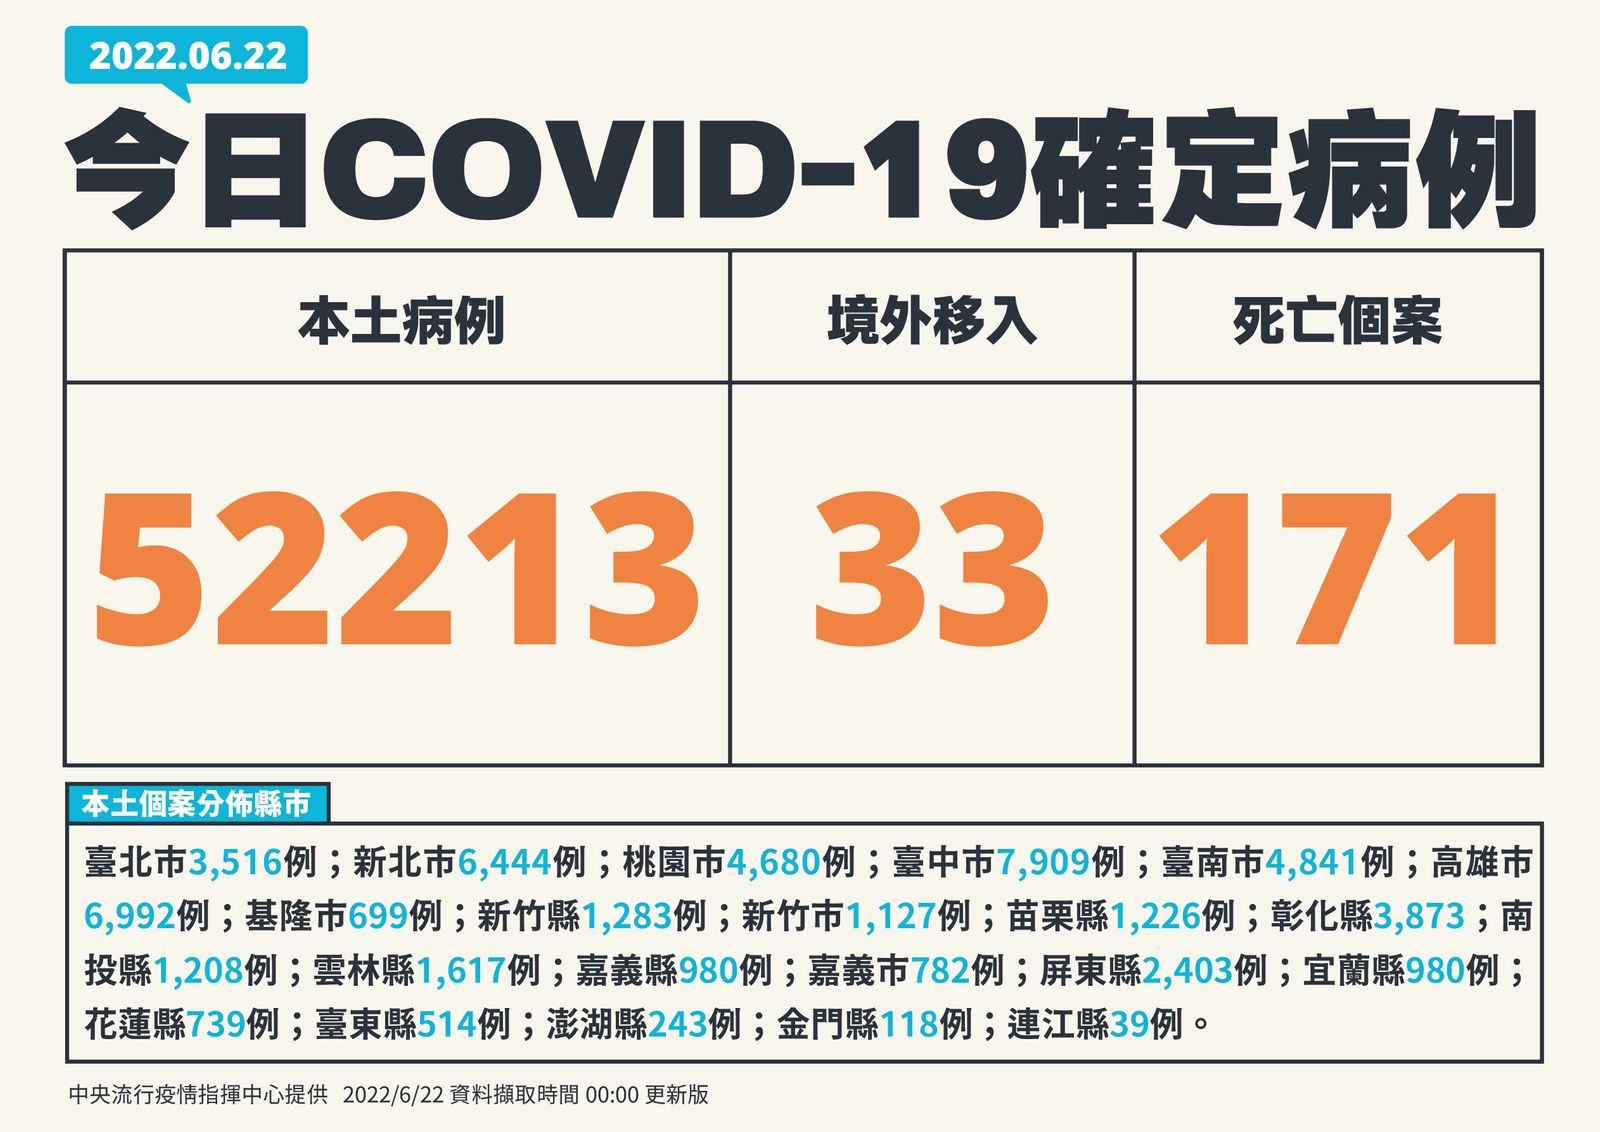 2022.06.22
今日COVID-19確定病例
本土病例
境外移入
死亡個案
52213
33
171
本土個案分佈縣市
臺北市3,516例；新北市6,444例；桃園市4,680例；臺中市7,909例；臺南市4,841例；高雄市
6,992例；基隆市699例；新竹縣1,283例；新竹市1,127例；苗栗縣1,226例；彰化縣3,873；南
投縣1,208例；雲林縣1,617例；嘉義縣980例；嘉義市782例；屏東縣2,403例；宜蘭縣980例；
花蓮縣739例；臺東縣514例；澎湖縣243例；金門縣118例；連江縣39例。
中央流行疫情指揮中心提供 2022/6/22 資料擷取時間 00:00 更新版